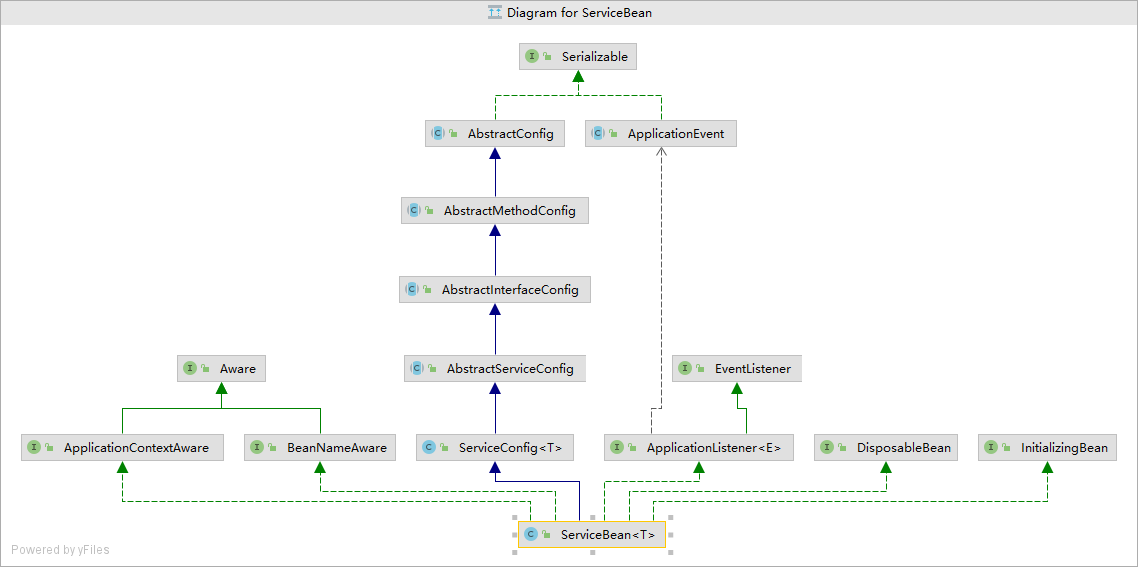 Diagram for ServiceBean
I Serializable
C AbstractConfig
C ApplicationEvent
C AbstractMethodConfig
C AbstractInterfaceConfig
I Aware
C AbstractServiceConfig
I EventListener
I ApplicationContextAware
I BeanNameAware
C ServiceConfig<T>
I ApplicationListener<E>
I DisposableBean
I InitializingBean
C ServiceBean<T>
Powered by yFiles